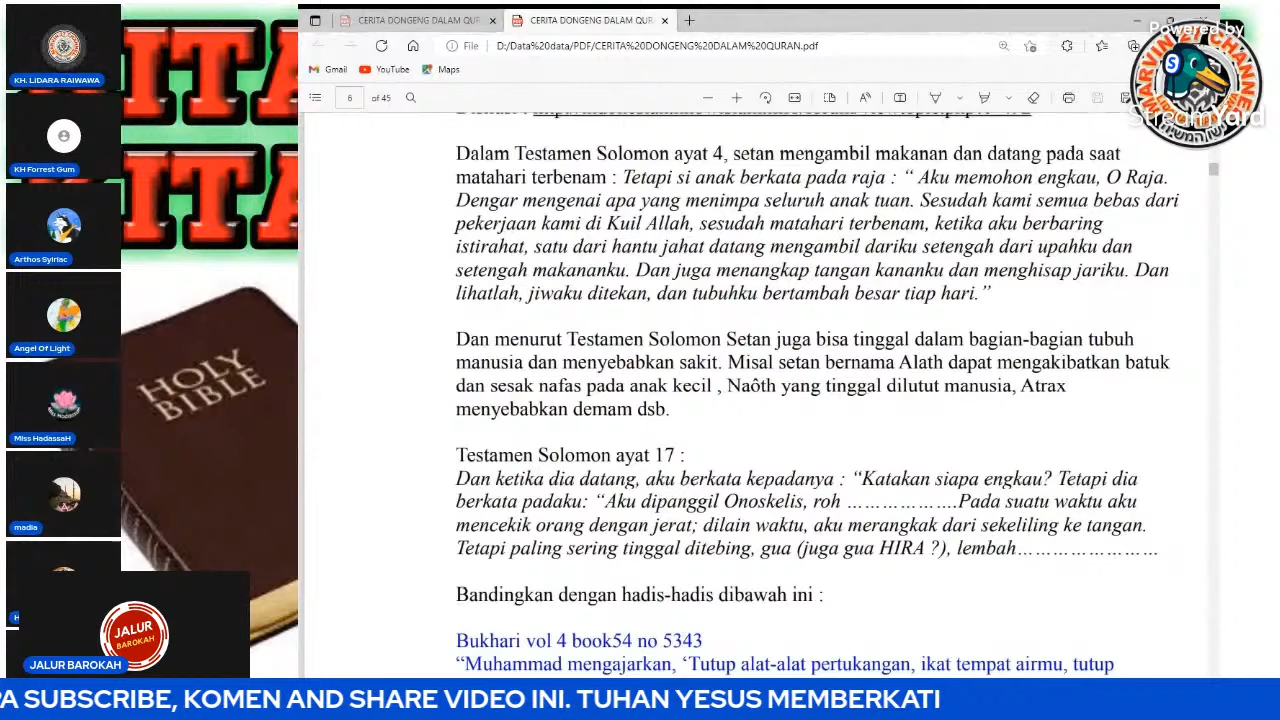 KH. LIDARA RAIWAWA
KH Forrest Gum
Arthos Syiriac
Angel Of Light
Miss HadassaH
madia
JALUR
BAROKAH
JALUR BAROKAH
HOLY
BIBLE
CERITA DONGENG DALAM QUR
CERITA DONGENG DALAM QUR
File
D:/Data%20data/PDF/CERITA%20DONGENG%20DALAM%20QURAN.pdf
Gmail
YouTube
Maps
6 of 45
Powered by
StreamYard
MARVIN 21 CHANNEL
Dalam Testamen Solomon ayat 4, setan mengambil makanan dan datang pada saat
matahari terbenam : Tetapi si anak berkata pada raja : “ Aku memohon engkau, O Raja.
Dengar mengenai apa yang menimpa seluruh anak tuan. Sesudah kami semua bebas dari
pekerjaan kami di Kuil Allah, sesudah matahari terbenam, ketika aku berbaring
istirahat, satu dari hantu jahat datang mengambil dariku setengah dari upahku dan
setengah makananku. Dan juga menangkap tangan kananku dan menghisap jariku. Dan
lihatlah, jiwaku ditekan, dan tubuhku bertambah besar tiap hari.”
Dan menurut Testamen Solomon Setan juga bisa tinggal dalam bagian-bagian tubuh
manusia dan menyebabkan sakit. Misal setan bernama Alath dapat mengakibatkan batuk
dan sesak nafas pada anak kecil , Naôth yang tinggal dilutut manusia, Atrax
menyebabkan demam dsb.
Testamen Solomon ayat 17 :
Dan ketika dia datang, aku berkata kepadanya : “Katakan siapa engkau? Tetapi dia
berkata padaku: “Aku dipanggil Onoskelis, roh ……………….Pada suatu waktu aku
mencekik orang dengan jerat; dilain waktu, aku merangkak dari sekeliling ke tangan.
Tetapi paling sering tinggal ditebing, gua (juga gua HIRA ?), lembah……………………
Bandingkan dengan hadis-hadis dibawah ini :
Bukhari vol 4 book54 no 5343
“Muhammad mengajarkan, ‘Tutup alat-alat pertukangan, ikat tempat airmu, tutup
PA SUBSCRIBE, KOMEN AND SHARE VIDEO INI. TUHAN YESUS MEMBERKATI